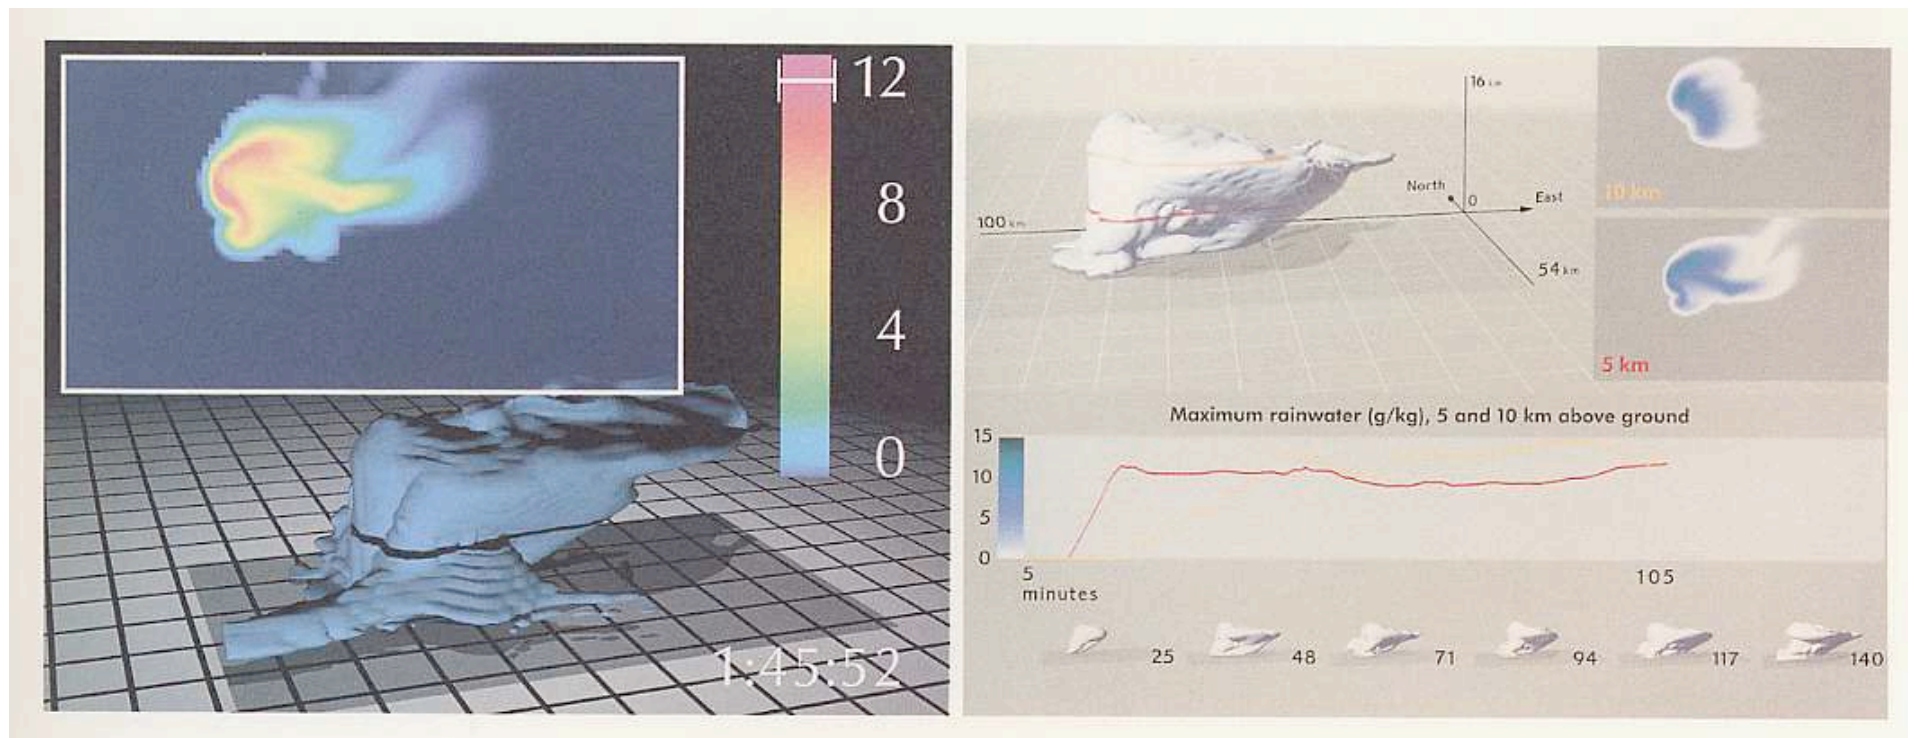 12
8
4
0
1:45:52
16 km
North
0
East
100 km
54 km
10 km
5 km
Maximum rainwater (g/kg), 5 and 10 km above ground
15
10
5
0
5
105
minutes
25
48
71
94
117
140